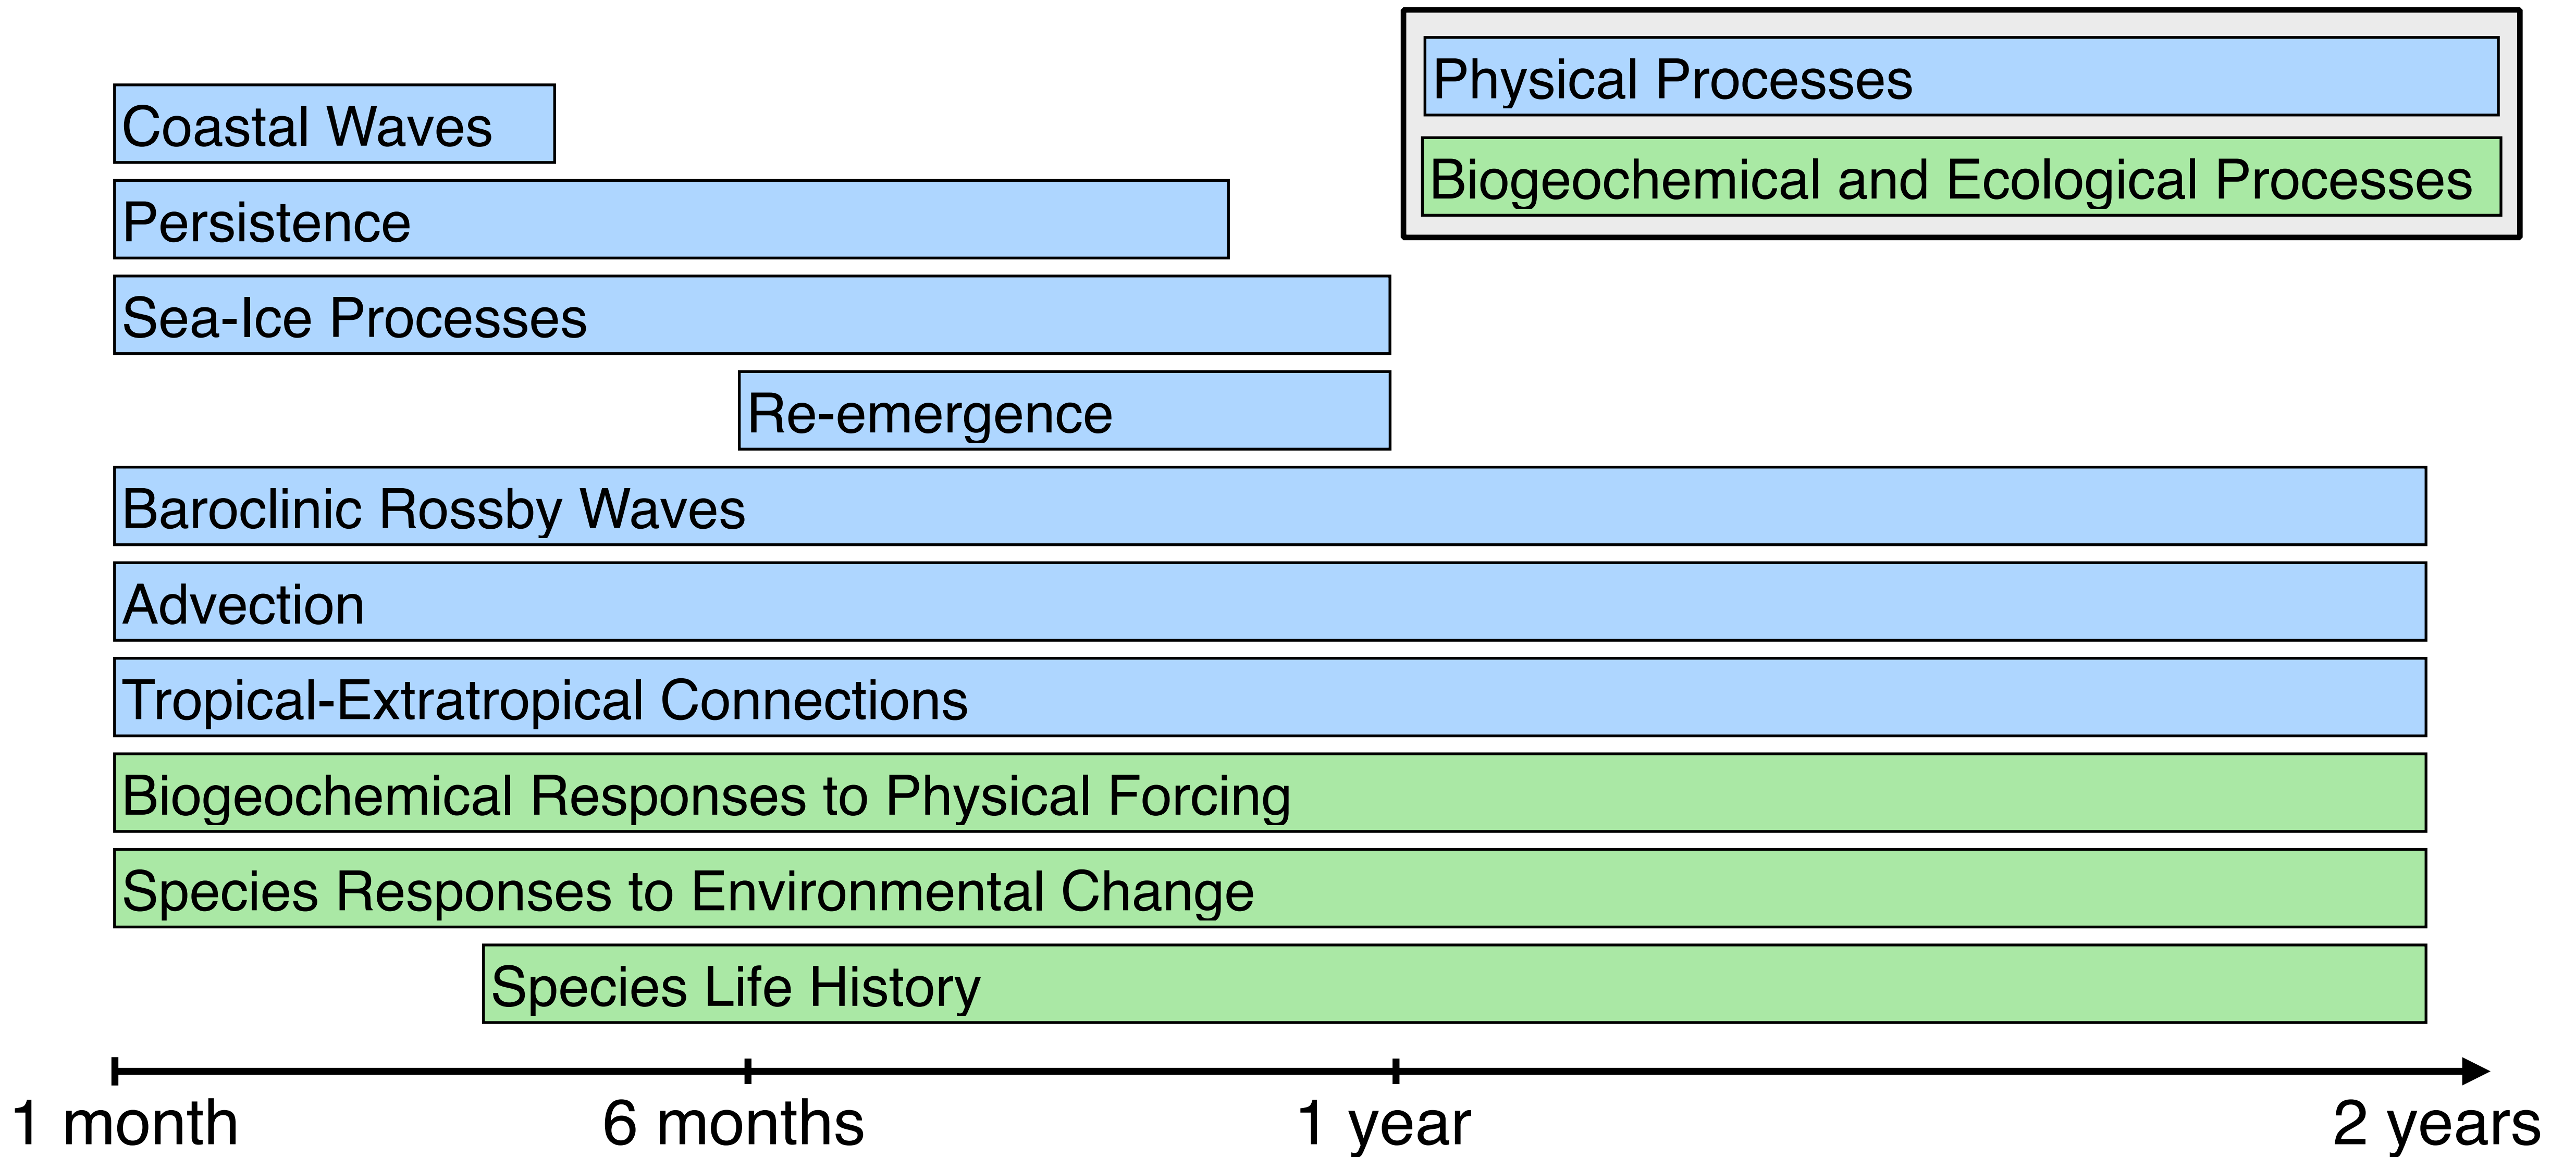 Physical Processes
Biogeochemical and Ecological Processes
Coastal Waves
Persistence
Sea-Ice Processes
Re-emergence
Baroclinic Rossby Waves
Advection
Tropical-Extratropical Connections
Biogeochemical Responses to Physical Forcing
Species Responses to Environmental Change
Species Life History
1 month
6 months
1 year
2 years